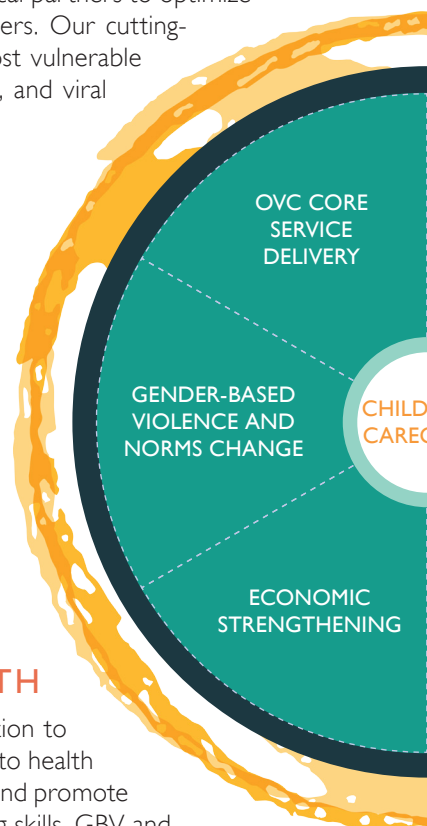 partners to optimize
ers. Our cutting-
ost vulnerable
, and viral
OVC CORE
SERVICE
DELIVERY
GENDER-BASED
VIOLENCE AND
NORMS CHANGE
CHILD
CAREG
ECONOMIC
STRENGTHENING
TH
tion to
to health
nd promote
g skills, GBV and